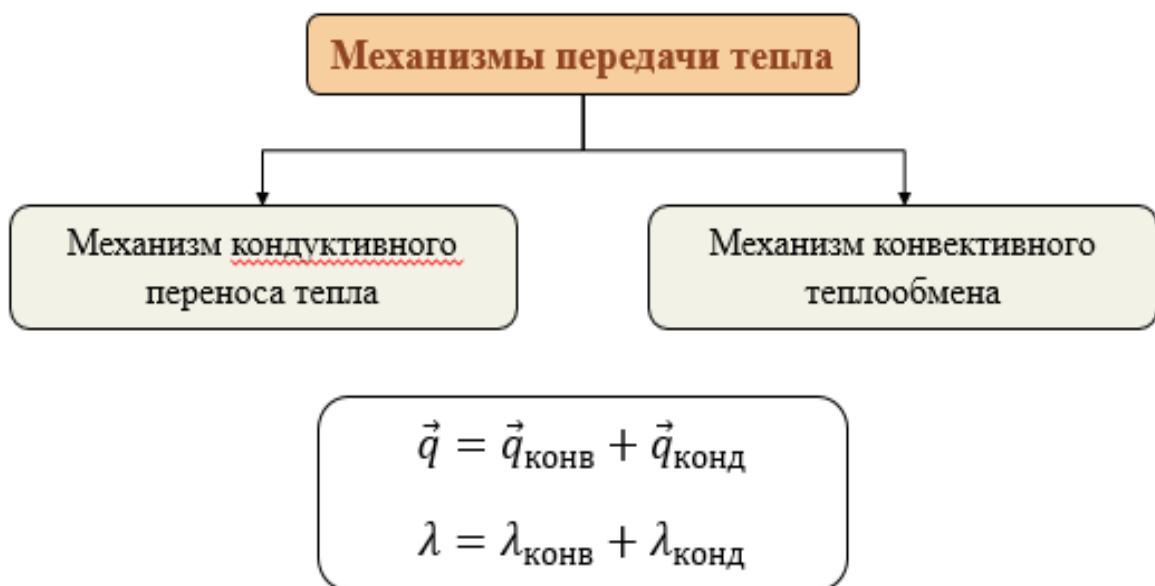 Механизмы передачи тепла
Механизм кондуктивного
переноса тепла
Механизм конвективного
теплообмена
q⃗ = q⃗конв + q⃗конд
λ = λконв + λконд